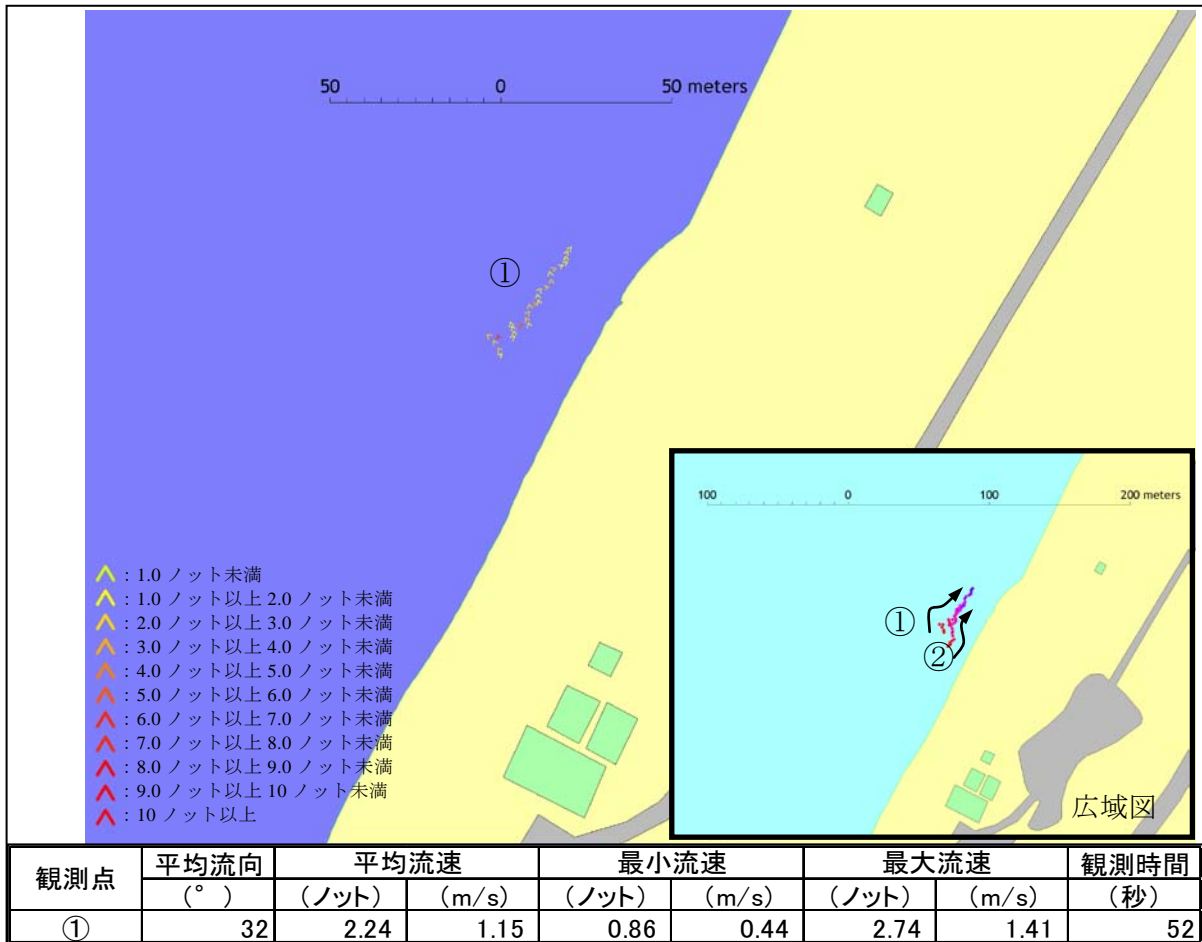 50 0 50 meters
①
100 0 100 200 meters
①
②
広域図
: 1.0 ノット未満
: 1.0 ノット以上 2.0 ノット未満
: 2.0 ノット以上 3.0 ノット未満
: 3.0 ノット以上 4.0 ノット未満
: 4.0 ノット以上 5.0 ノット未満
: 5.0 ノット以上 6.0 ノット未満
: 6.0 ノット以上 7.0 ノット未満
: 7.0 ノット以上 8.0 ノット未満
: 8.0 ノット以上 9.0 ノット未満
: 9.0 ノット以上 10 ノット未満
: 10 ノット以上
観測点 平均流向 平均流速 最小流速 最大流速 観測時間
(°) (ノット) (m/s) (ノット) (m/s) (ノット) (m/s) (秒)
① 32 2.24 1.15 0.86 0.44 2.74 1.41 52